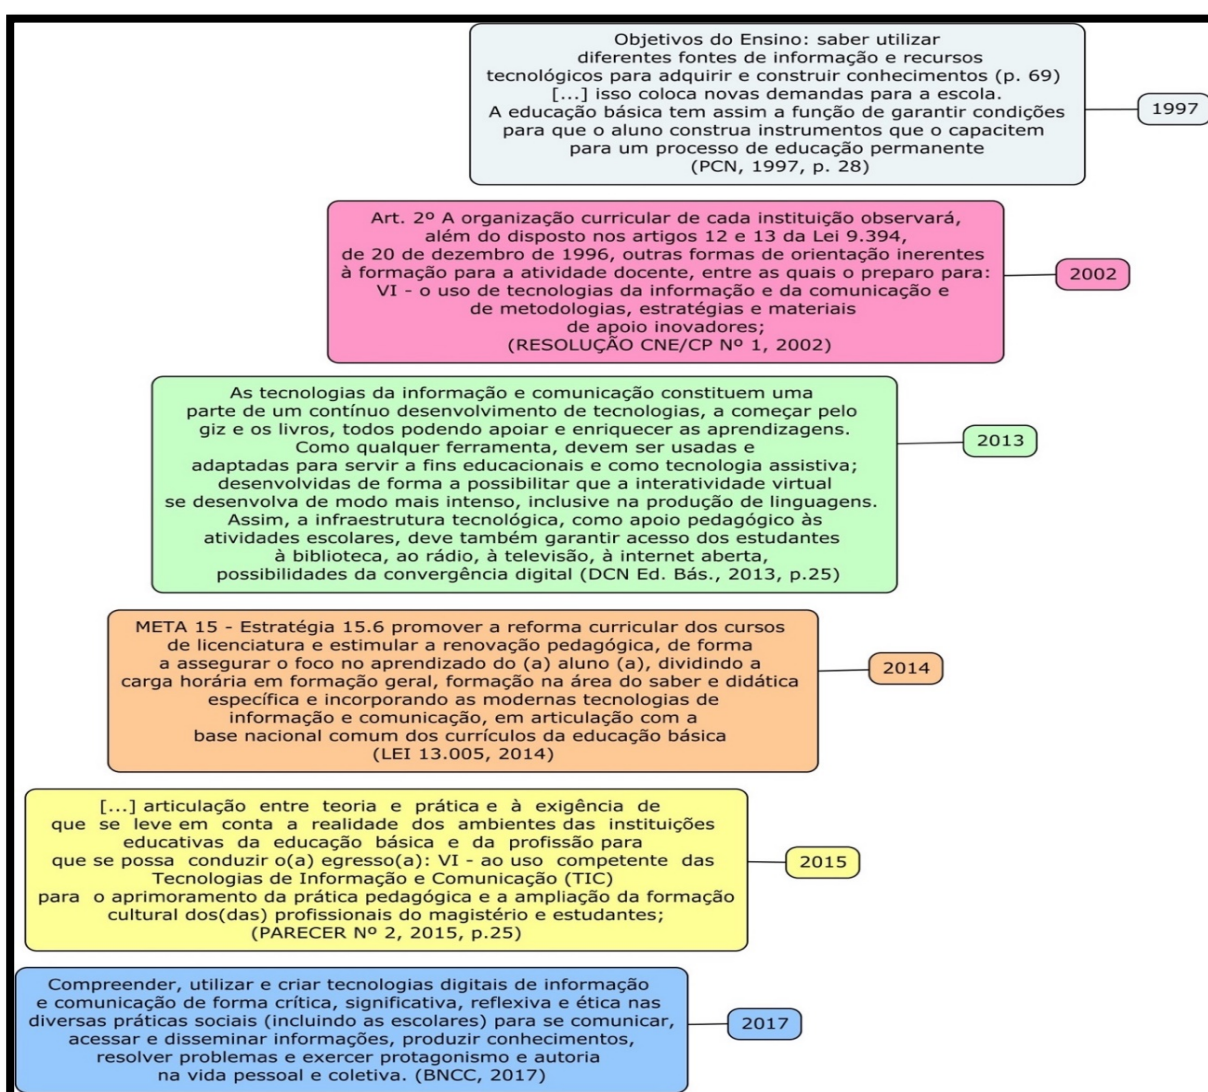 Objetivos do Ensino: saber utilizar
diferentes fontes de informação e recursos
tecnológicos para adquirir e construir conhecimentos (p. 69)
[...] isso coloca novas demandas para a escola.
A educação básica tem assim a função de garantir condições
para que o aluno construa instrumentos que o capacitem
para um processo de educação permanente
(PCN, 1997, p. 28)
1997
Art. 2º A organização curricular de cada instituição observará,
além do disposto nos artigos 12 e 13 da Lei 9.394,
de 20 de dezembro de 1996, outras formas de orientação inerentes
à formação para a atividade docente, entre as quais o preparo para:
VI - o uso de tecnologias da informação e da comunicação e
de metodologias, estratégias e materiais
de apoio inovadores;
(RESOLUÇÃO CNE/CP Nº 1, 2002)
2002
As tecnologias da informação e comunicação constituem uma
parte de um contínuo desenvolvimento de tecnologias, a começar pelo
giz e os livros, todos podendo apoiar e enriquecer as aprendizagens.
Como qualquer ferramenta, devem ser usadas e
adaptadas para servir a fins educacionais e como tecnologia assistiva;
desenvolvidas de forma a possibilitar que a interatividade virtual
se desenvolva de modo mais intenso, inclusive na produção de linguagens.
Assim, a infraestrutura tecnológica, como apoio pedagógico às
atividades escolares, deve também garantir acesso dos estudantes
à biblioteca, ao rádio, à televisão, à internet aberta,
possibilidades da convergência digital (DCN Ed. Bás., 2013, p.25)
2013
META 15 - Estratégia 15.6 promover a reforma curricular dos cursos
de licenciatura e estimular a renovação pedagógica, de forma
a assegurar o foco no aprendizado do (a) aluno (a), dividindo a
carga horária em formação geral, formação na área do saber e didática
específica e incorporando as modernas tecnologias de
informação e comunicação, em articulação com a
base nacional comum dos currículos da educação básica
(LEI 13.005, 2014)
2014
[...] articulação entre teoria e prática e à exigência de
que se leve em conta a realidade dos ambientes das instituições
educativas da educação básica e da profissão para
que se possa conduzir o(a) egresso(a): VI - ao uso competente das
Tecnologias de Informação e Comunicação (TIC)
para o aprimoramento da prática pedagógica e a ampliação da formação
cultural dos(das) profissionais do magistério e estudantes;
(PARECER Nº 2, 2015, p.25)
2015
Compreender, utilizar e criar tecnologias digitais de informação
e comunicação de forma crítica, significativa, reflexiva e ética nas
diversas práticas sociais (incluindo as escolares) para se comunicar,
acessar e disseminar informações, produzir conhecimentos,
resolver problemas e exercer protagonismo e autoria
na vida pessoal e coletiva. (BNCC, 2017)
2017